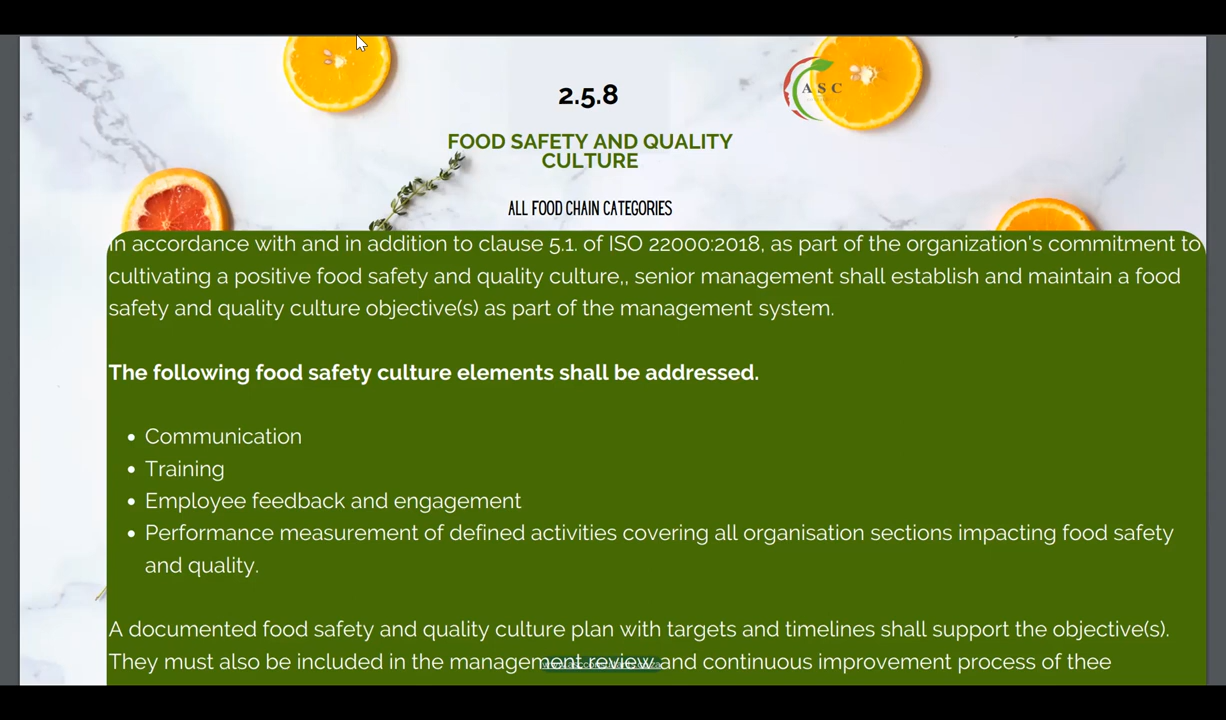 2.5.8
ASC
FOOD SAFETY AND QUALITY
CULTURE
ALL FOOD CHAIN CATEGORIES
In accordance with and in addition to clause 5.1. of ISO 22000:2018, as part of the organization's commitment to
cultivating a positive food safety and quality culture,, senior management shall establish and maintain a food
safety and quality culture objective(s) as part of the management system.
The following food safety culture elements shall be addressed.
• Communication
• Training
• Employee feedback and engagement
• Performance measurement of defined activities covering all organisation sections impacting food safety
and quality.
A documented food safety and quality culture plan with targets and timelines shall support the objective(s).
They must also be included in the management review and continuous improvement process of thee